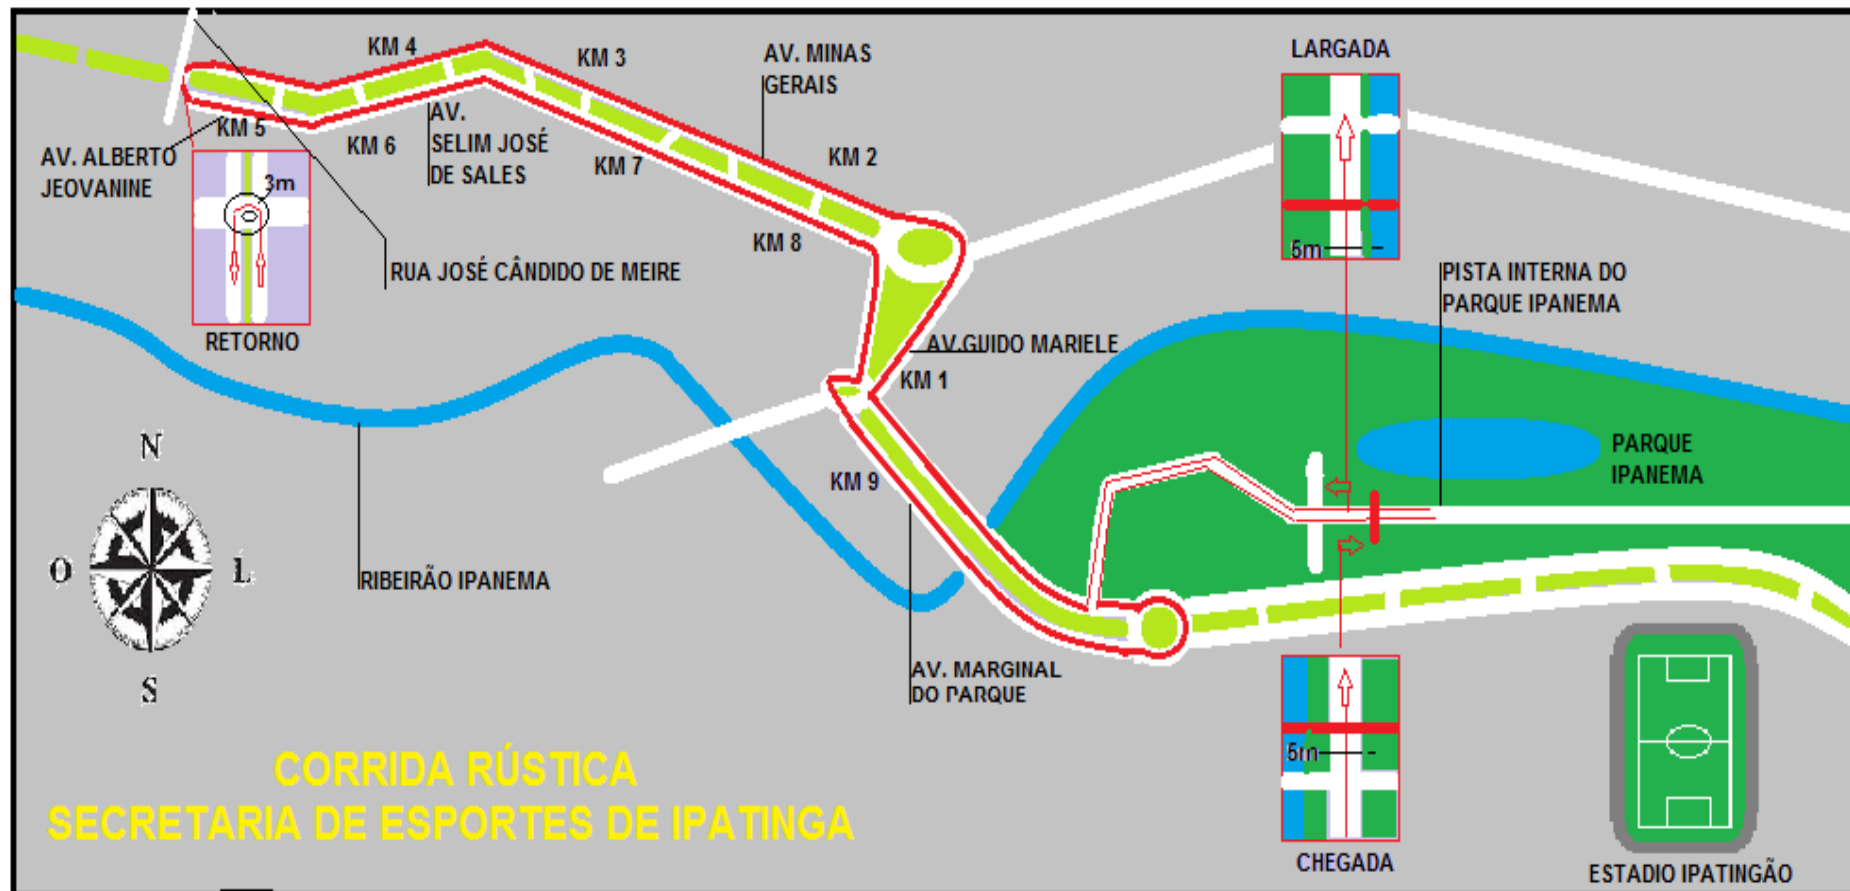 LARGADA
KM 4
KM 3
AV. MINAS
GERAIS
AV.
SELIM JOSÉ
DE SALES
KM 5
KM 6
KM 7
KM 2
AV. ALBERTO
JEOVANINE
3m
KM 8
5m
RUA JOSÉ CÂNDIDO DE MEIRE
PISTA INTERNA DO
PARQUE IPANEMA
RETORNO
AV.GUIDO MARIELE
KM 1
PARQUE
IPANEMA
N
KM 9
O
L
RIBEIRÃO IPANEMA
S
AV. MARGINAL
DO PARQUE
5m
CORRIDA RÚSTICA
SECRETARIA DE ESPORTES DE IPATINGA
CHEGADA
ESTADIO IPATINGÃO